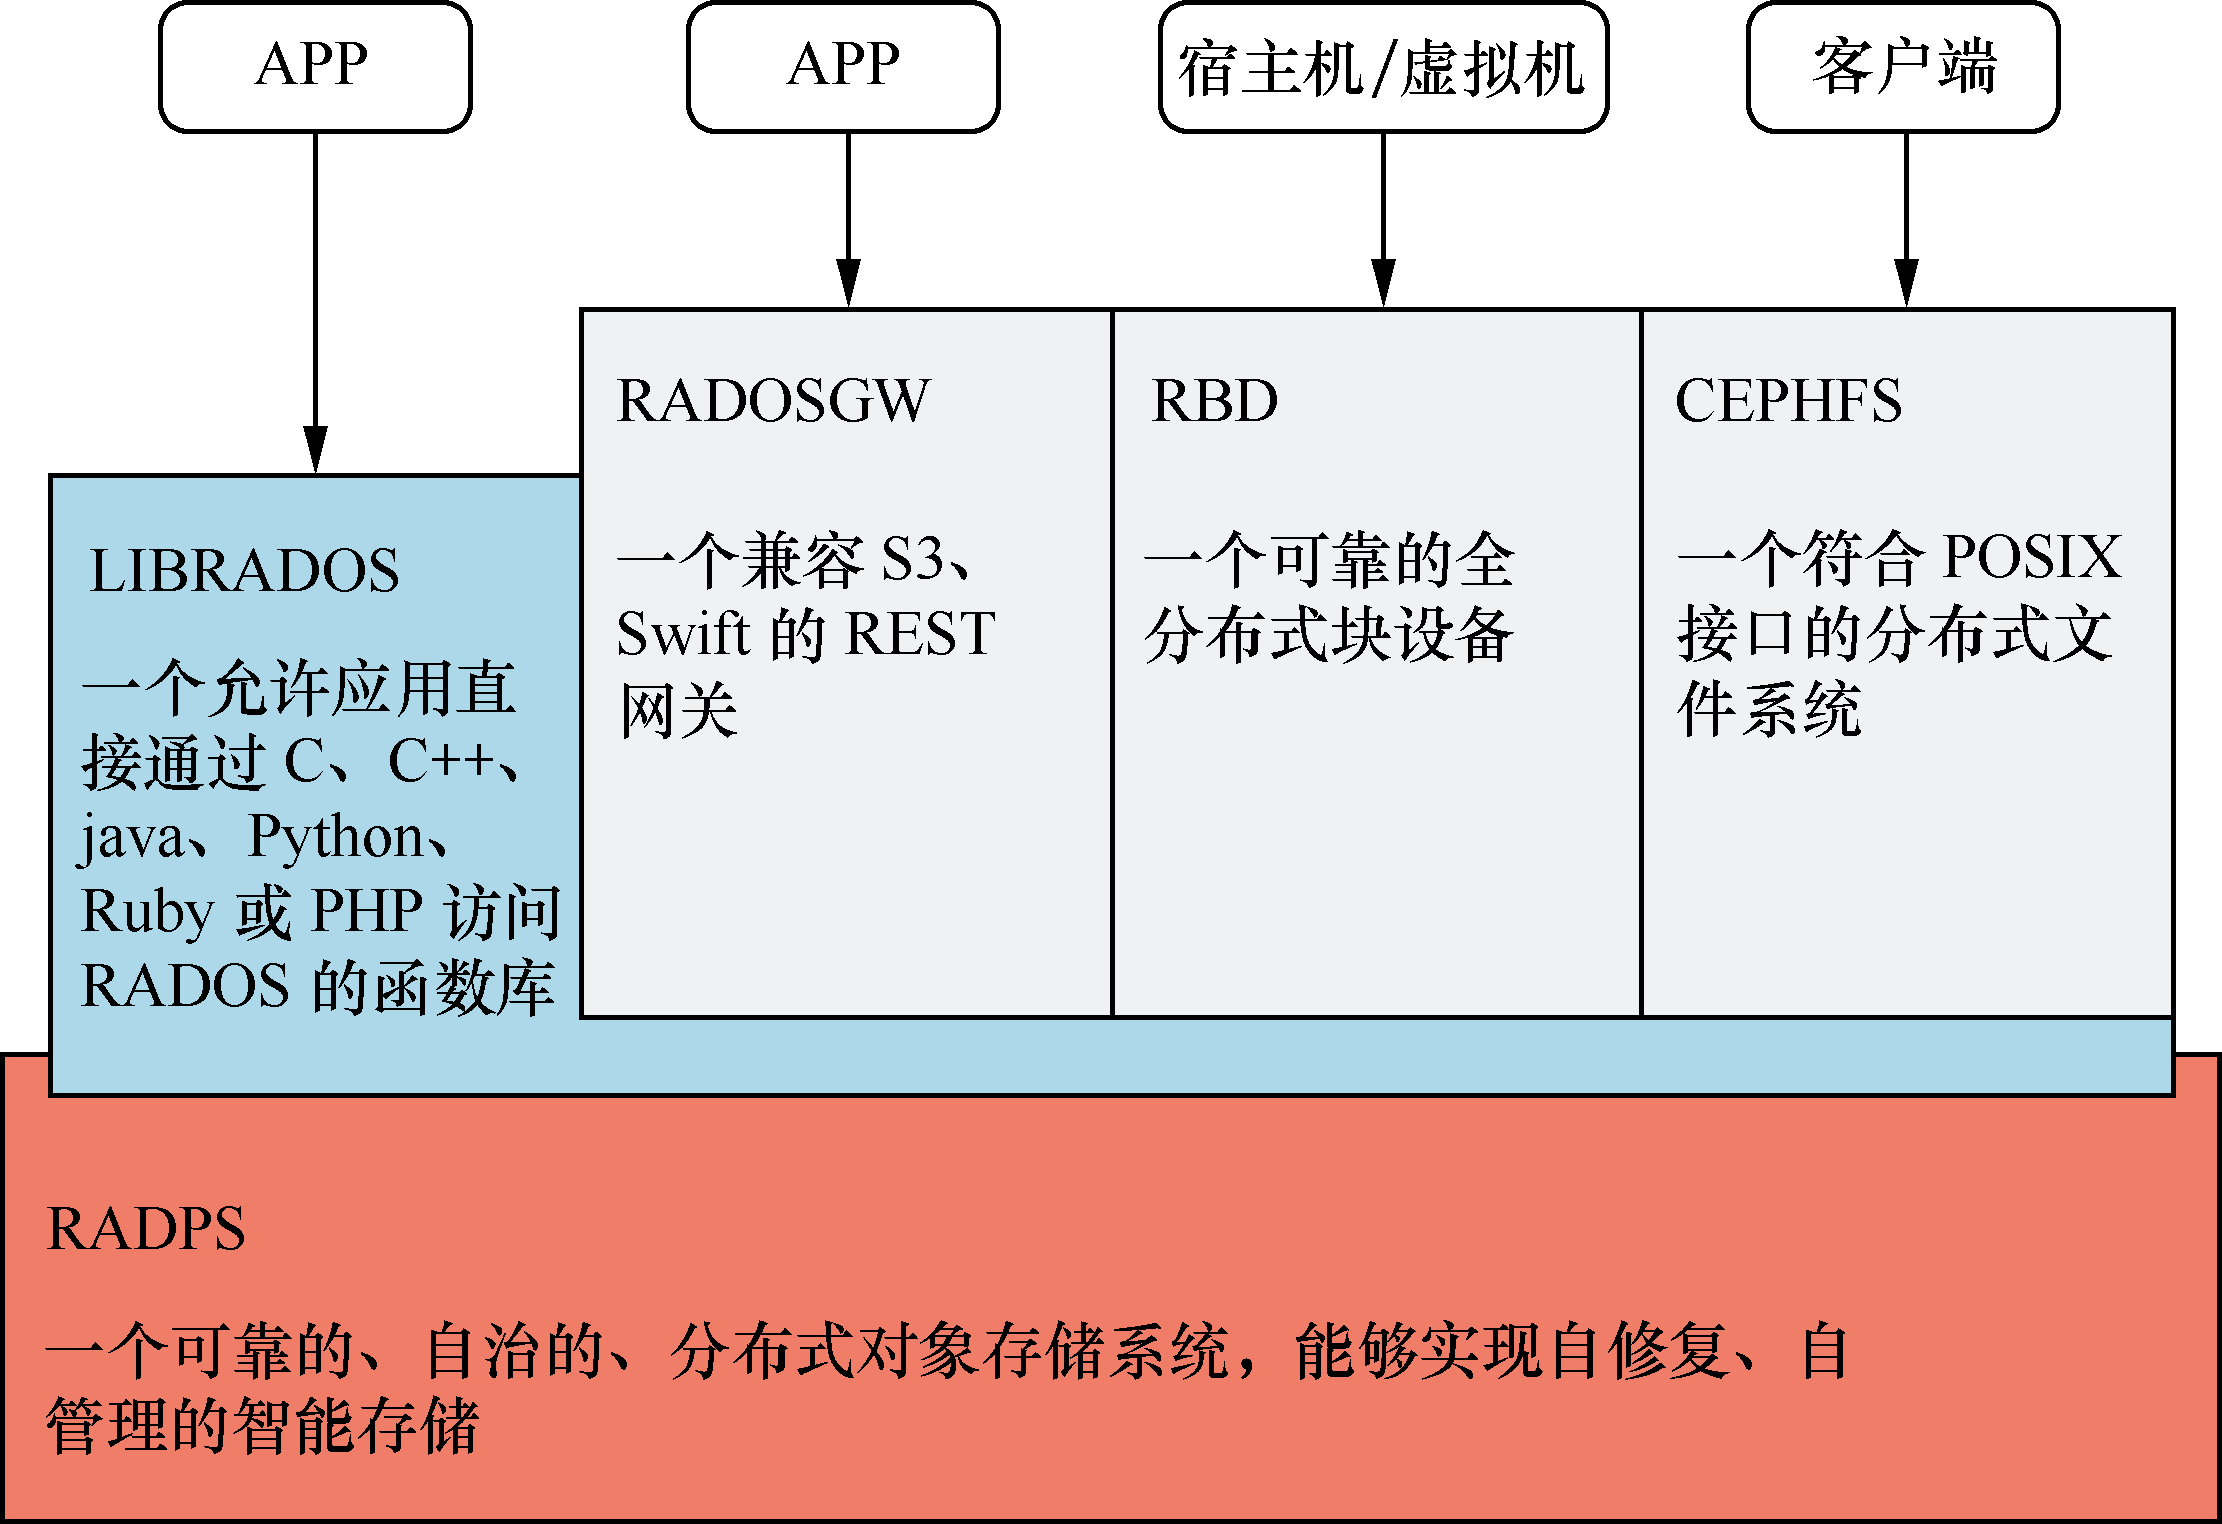 APP
APP
宿主机/虚拟机
客户端
RADOSGW
一个兼容 S3、
Swift 的 REST
网关
RBD
一个可靠的全
分布式块设备
CEPHFS
一个符合 POSIX
接口的分布式文
件系统
LIBRADOS
一个允许应用直
接通过 C、C++、
java、Python、
Ruby 或 PHP 访问
RADOS 的函数库
RADPS
一个可靠的、自治的、分布式对象存储系统，能够实现自修复、自
管理的智能存储